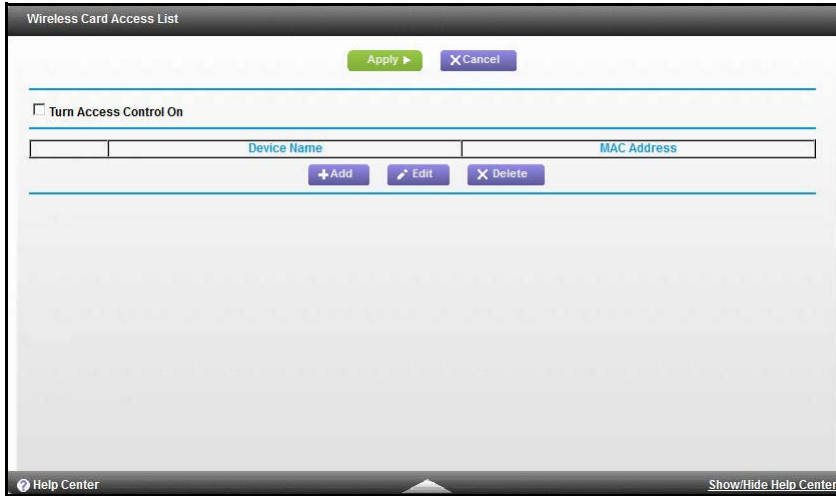 Wireless Card Access List
Apply Cancel
Turn Access Control On
Device Name MAC Address
Add Edit Delete
Help Center Show/Hide Help Center